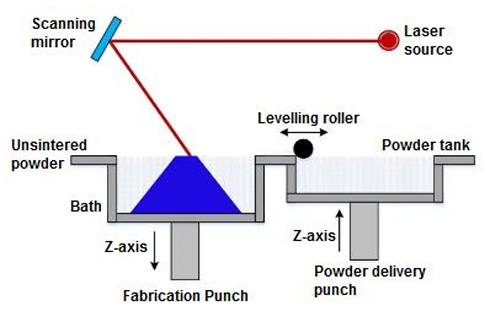 Scanning
mirror
Laser
source
Levelling roller
Unsintered
powder
Powder tank
Bath
Z-axis
Z-axis
Fabrication Punch
Powder delivery
punch